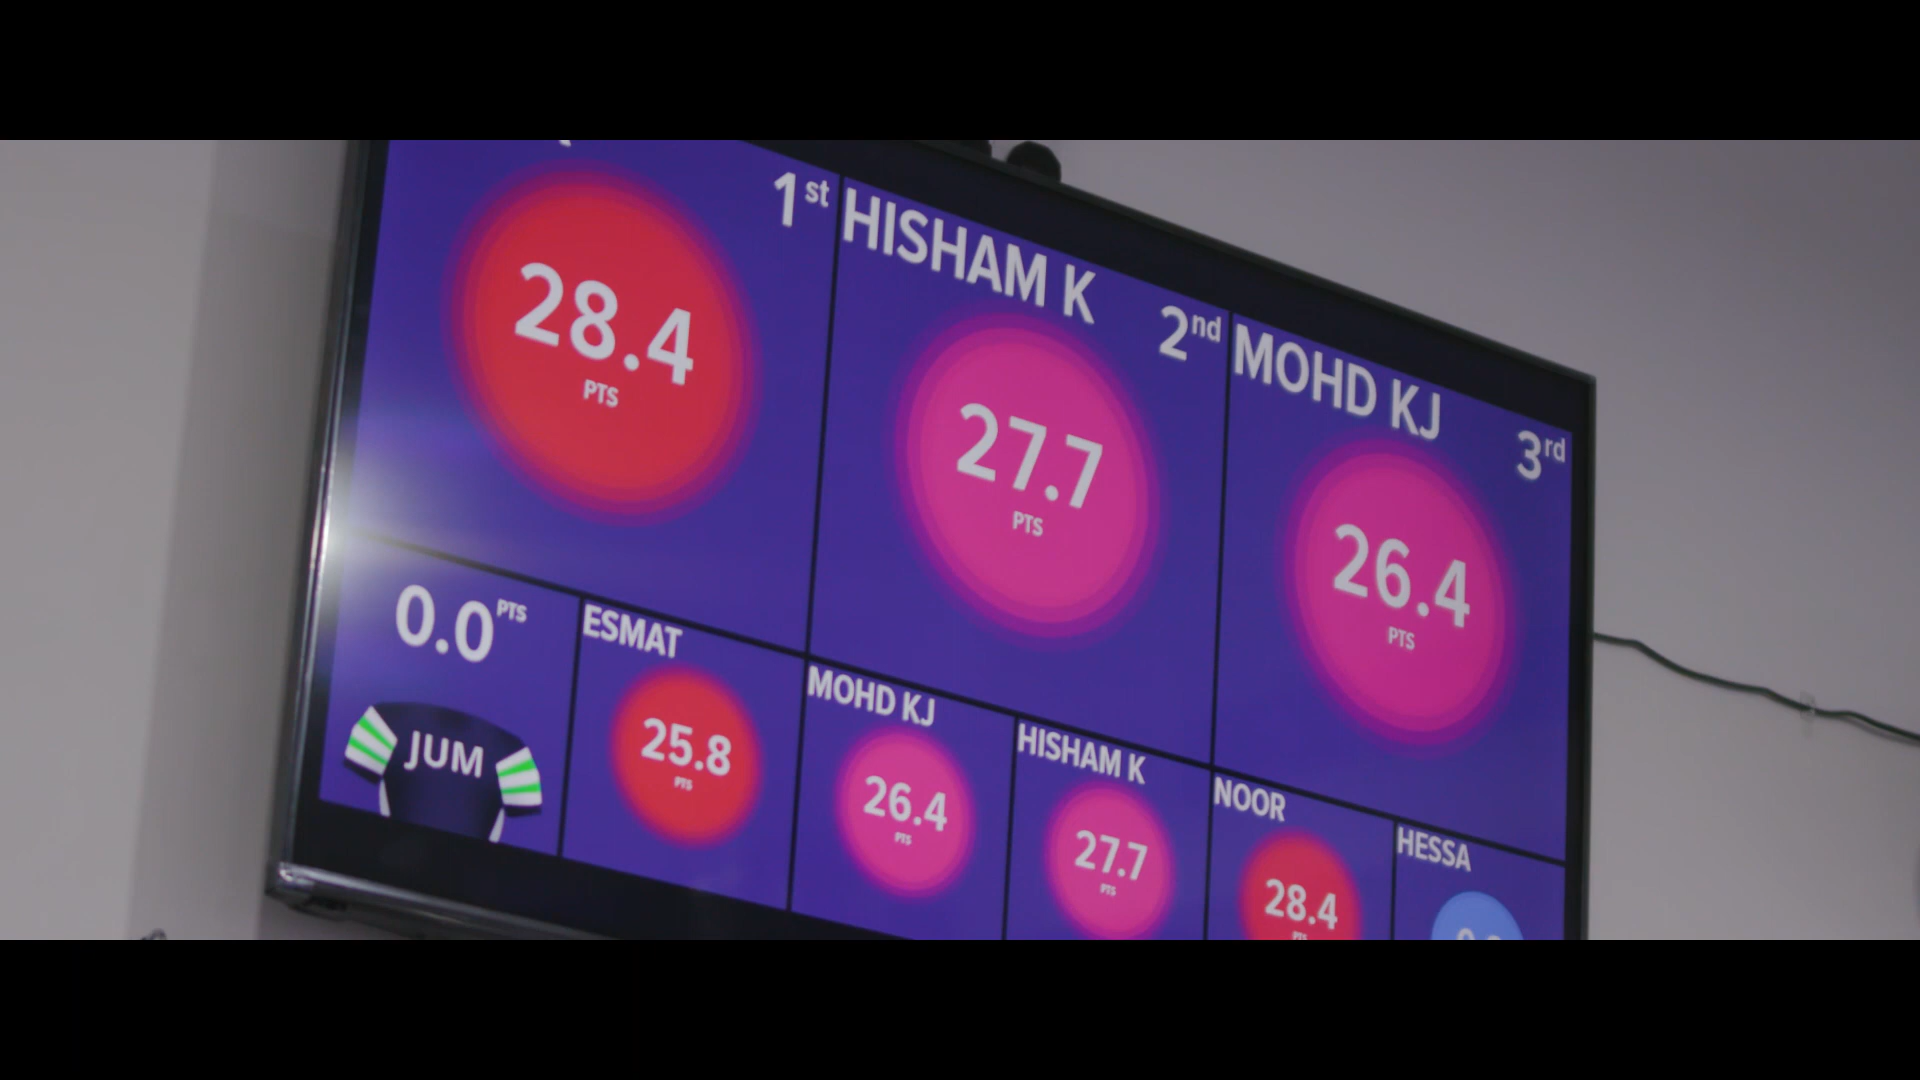 1st
28.4
PTS
HISHAM K
2nd
27.7
PTS
MOHD KJ
3rd
26.4
PTS
0.0 PTS
JUM
ESMAT
25.8
PTS
MOHD KJ
26.4
PTS
HISHAM K
27.7
PTS
NOOR
28.4
PTS
HESSA